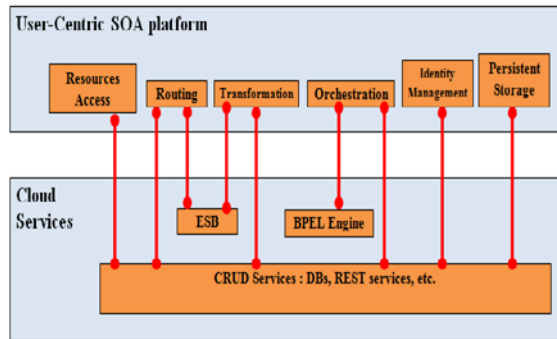 User-Centric SOA platform
Resources
Access
Routing
Transformation
Orchestration
Identity
Management
Persistent
Storage
Cloud
Services
ESB
BPEL Engine
CRUD Services : DBs, REST services, etc.